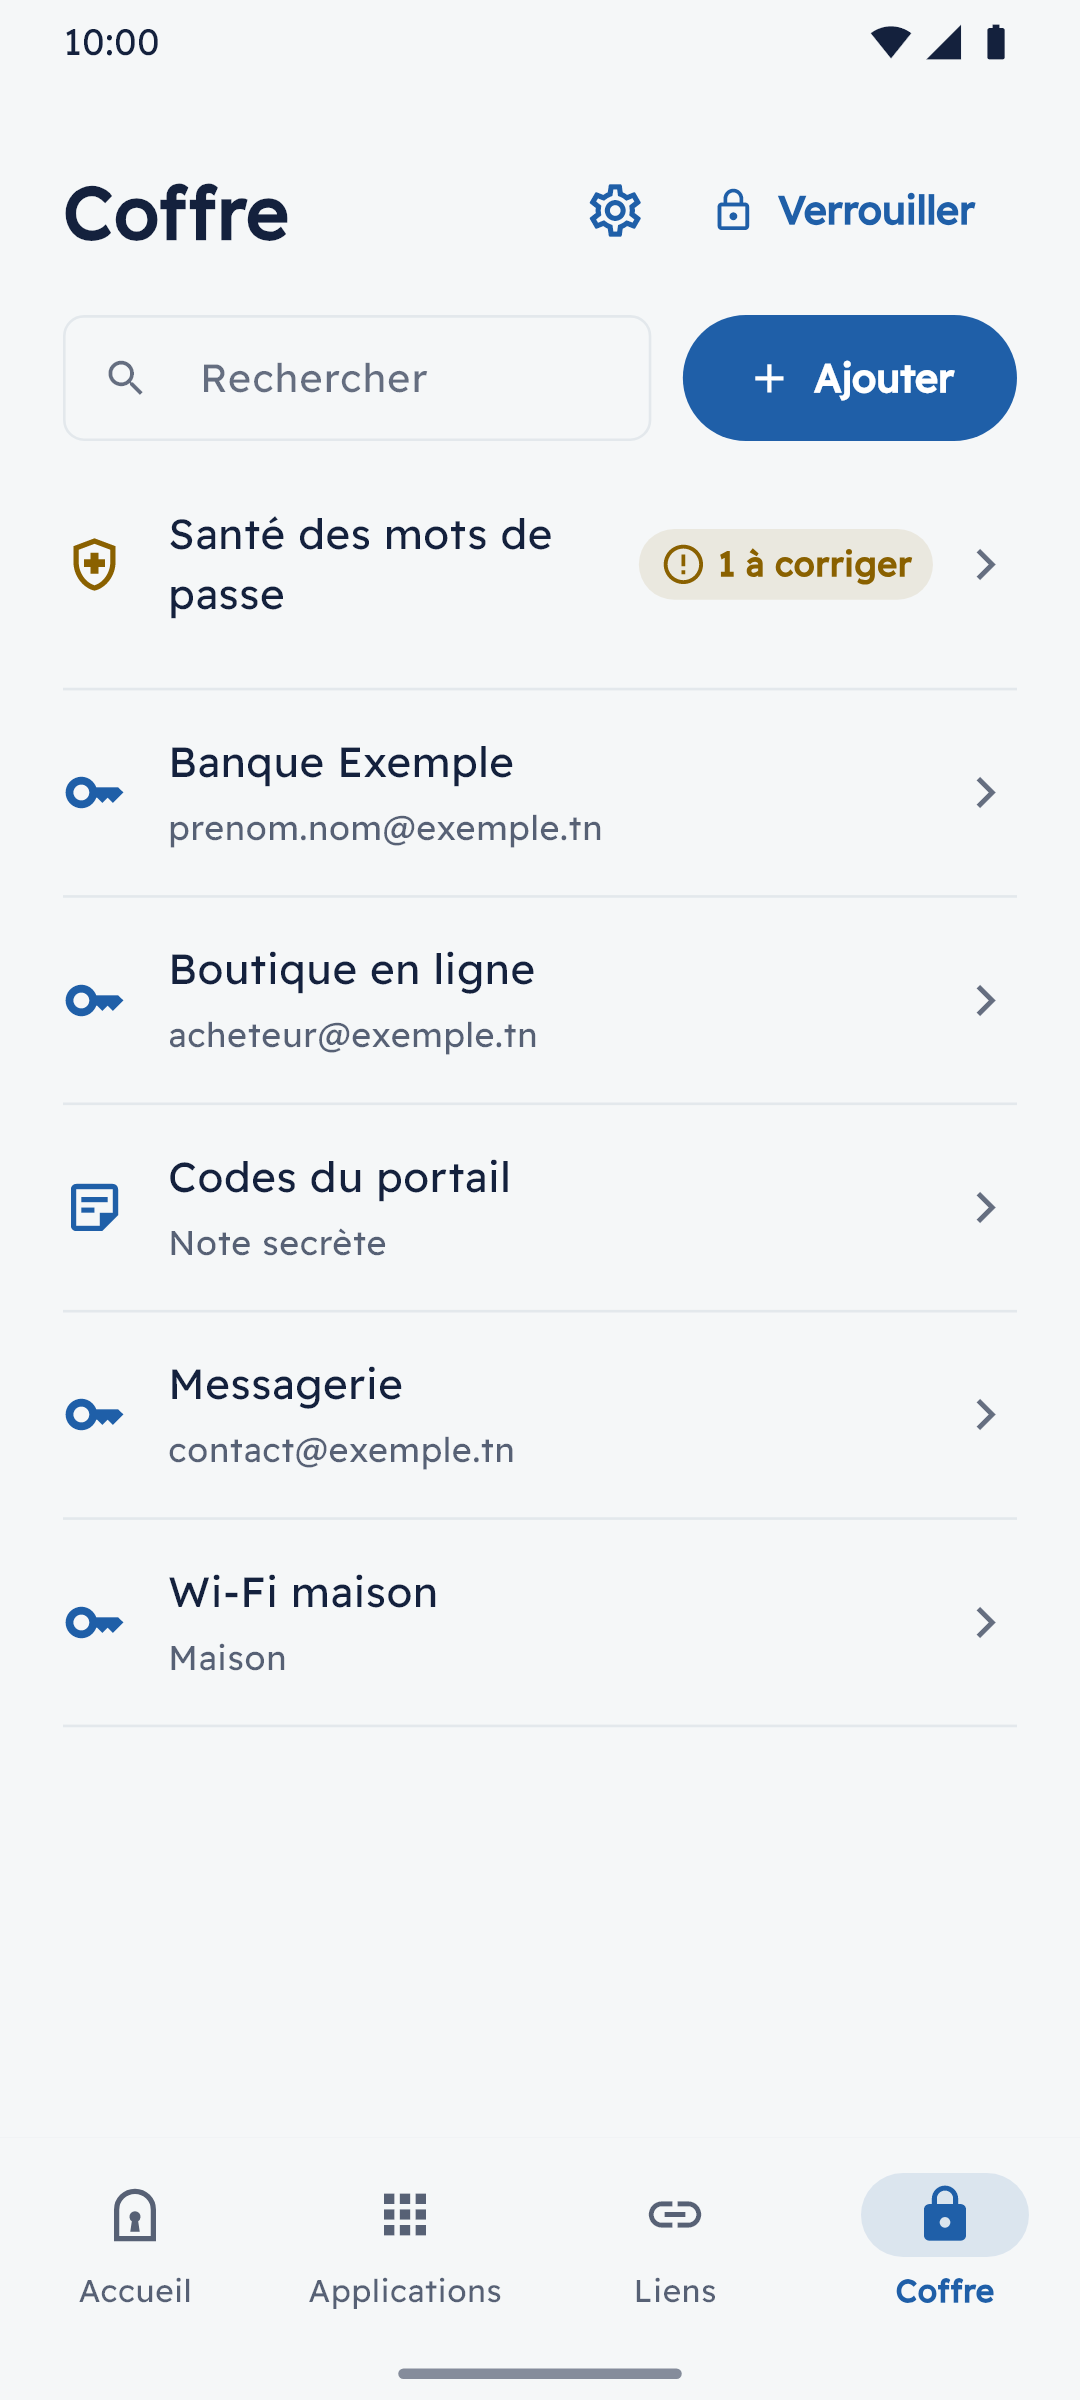 10:00
Coffre
Verrouiller
Rechercher
Ajouter
Santé des mots de
passe
1 à corriger
Banque Exemple
prenom.nom@exemple.tn
Boutique en ligne
acheteur@exemple.tn
Codes du portail
Note secrète
Messagerie
contact@exemple.tn
Wi-Fi maison
Maison
Accueil
Applications
Liens
Coffre